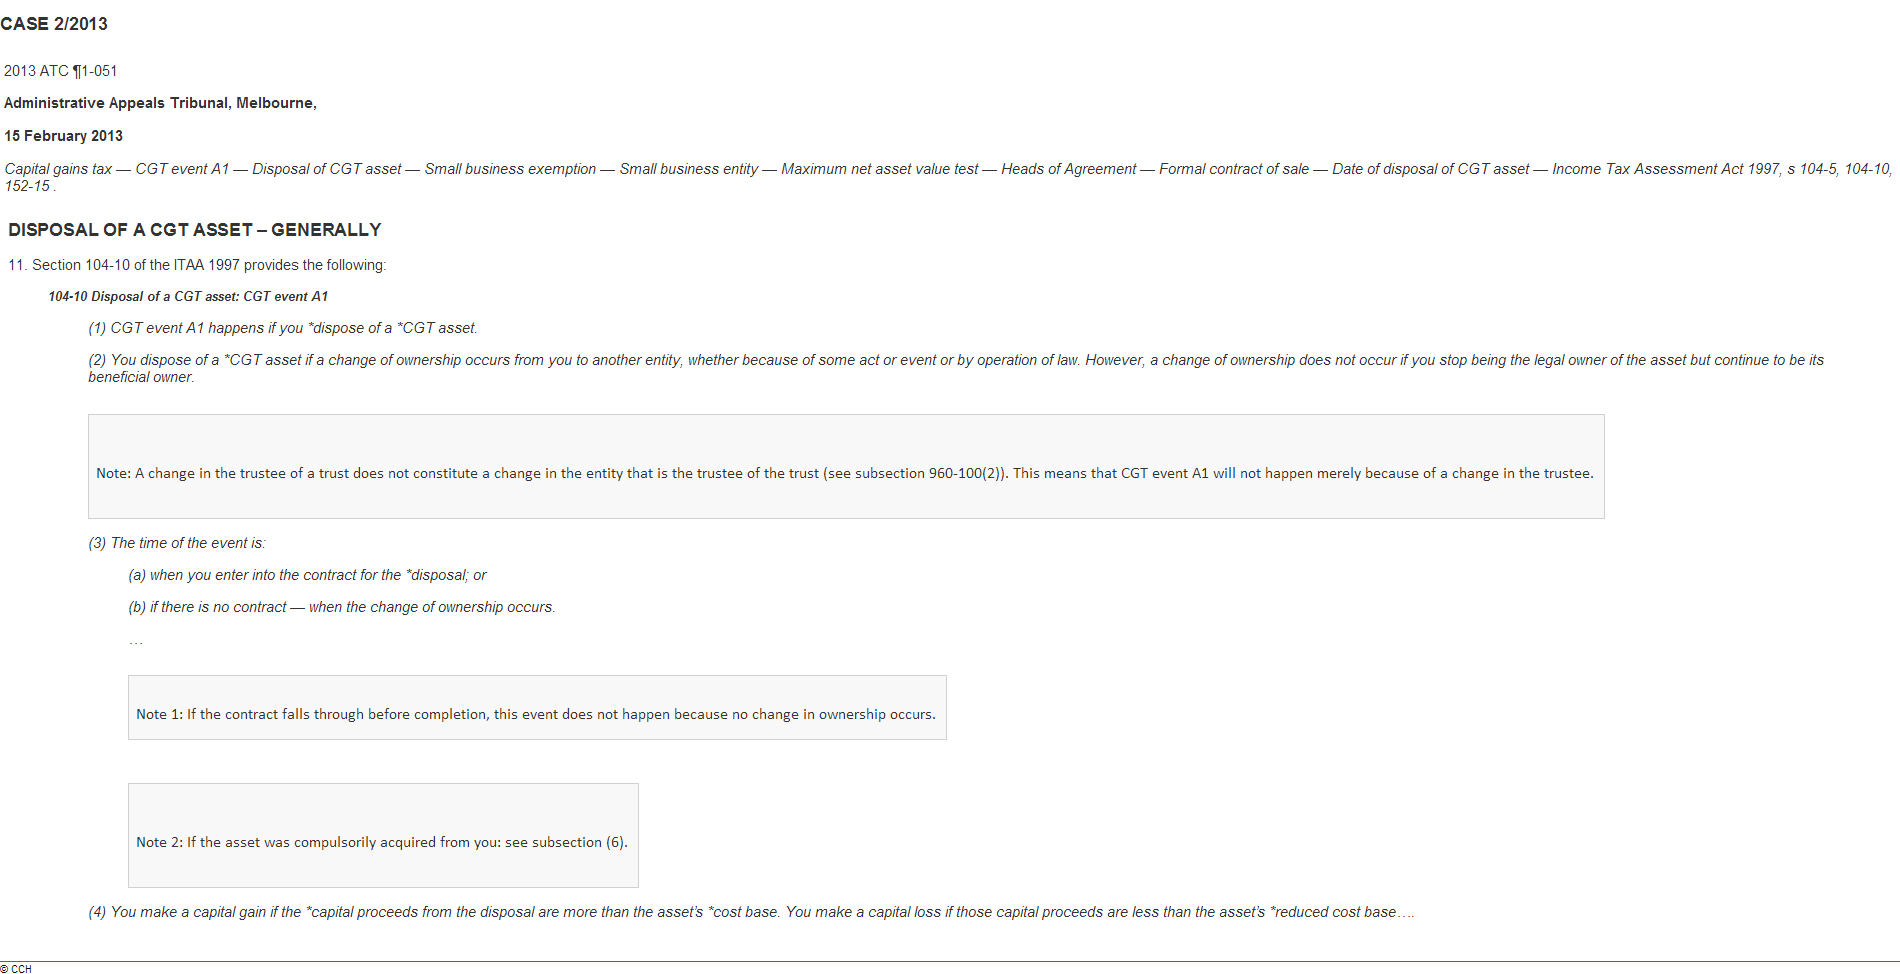 CASE 2/2013
2013 ATC ¶1-051
Administrative Appeals Tribunal, Melbourne,
15 February 2013
Capital gains tax — CGT event A1 — Disposal of CGT asset — Small business exemption — Small business entity — Maximum net asset value test — Heads of Agreement — Formal contract of sale — Date of disposal of CGT asset — Income Tax Assessment Act 1997, s 104-5, 104-10,
152-15 .
DISPOSAL OF A CGT ASSET – GENERALLY
11. Section 104-10 of the ITAA 1997 provides the following:
104-10 Disposal of a CGT asset: CGT event A1
(1) CGT event A1 happens if you *dispose of a *CGT asset.
(2) You dispose of a *CGT asset if a change of ownership occurs from you to another entity, whether because of some act or event or by operation of law. However, a change of ownership does not occur if you stop being the legal owner of the asset but continue to be its
beneficial owner.
Note: A change in the trustee of a trust does not constitute a change in the entity that is the trustee of the trust (see subsection 960-100(2)). This means that CGT event A1 will not happen merely because of a change in the trustee.
(3) The time of the event is:
(a) when you enter into the contract for the *disposal; or
(b) if there is no contract — when the change of ownership occurs.
…
Note 1: If the contract falls through before completion, this event does not happen because no change in ownership occurs.
Note 2: If the asset was compulsorily acquired from you: see subsection (6).
(4) You make a capital gain if the *capital proceeds from the disposal are more than the asset’s *cost base. You make a capital loss if those capital proceeds are less than the asset’s *reduced cost base….
© CCH